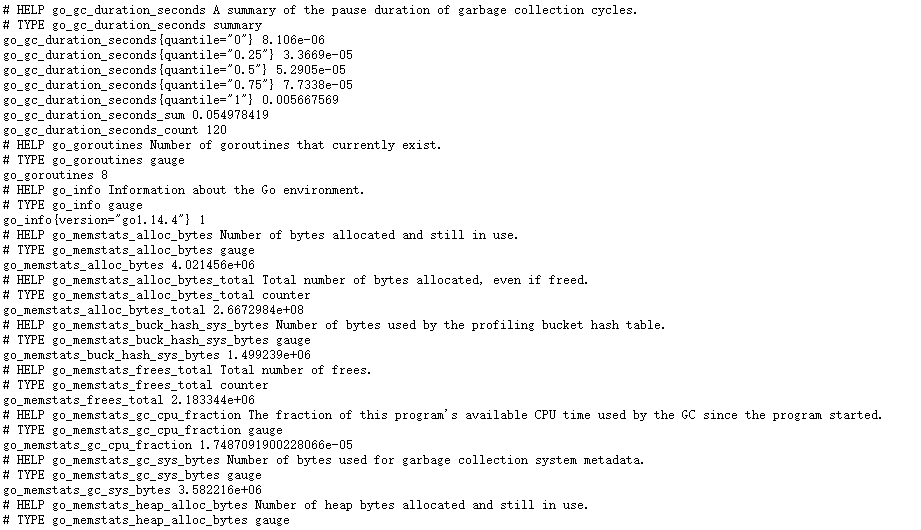 # HELP go_gc_duration_seconds A summary of the pause duration of garbage collection cycles.
# TYPE go_gc_duration_seconds summary
go_gc_duration_seconds{quantile="0"} 8.106e-06
go_gc_duration_seconds{quantile="0.25"} 3.3669e-05
go_gc_duration_seconds{quantile="0.5"} 5.2905e-05
go_gc_duration_seconds{quantile="0.75"} 7.7338e-05
go_gc_duration_seconds{quantile="1"} 0.005667569
go_gc_duration_seconds_sum 0.054978419
go_gc_duration_seconds_count 120
# HELP go_goroutines Number of goroutines that currently exist.
# TYPE go_goroutines gauge
go_goroutines 8
# HELP go_info Information about the Go environment.
# TYPE go_info gauge
go_info{version="go1.14.4"} 1
# HELP go_memstats_alloc_bytes Number of bytes allocated and still in use.
# TYPE go_memstats_alloc_bytes gauge
go_memstats_alloc_bytes 4.021456e+06
# HELP go_memstats_alloc_bytes_total Total number of bytes allocated, even if freed.
# TYPE go_memstats_alloc_bytes_total counter
go_memstats_alloc_bytes_total 2.6672984e+08
# HELP go_memstats_buck_hash_sys_bytes Number of bytes used by the profiling bucket hash table.
# TYPE go_memstats_buck_hash_sys_bytes gauge
go_memstats_buck_hash_sys_bytes 1.499239e+06
# HELP go_memstats_frees_total Total number of frees.
# TYPE go_memstats_frees_total counter
go_memstats_frees_total 2.183344e+06
# HELP go_memstats_gc_cpu_fraction The fraction of this program's available CPU time used by the GC since the program started.
# TYPE go_memstats_gc_cpu_fraction gauge
go_memstats_gc_cpu_fraction 1.7487091900228066e-05
# HELP go_memstats_gc_sys_bytes Number of bytes used for garbage collection system metadata.
# TYPE go_memstats_gc_sys_bytes gauge
go_memstats_gc_sys_bytes 3.582216e+06
# HELP go_memstats_heap_alloc_bytes Number of heap bytes allocated and still in use.
# TYPE go_memstats_heap_alloc_bytes gauge